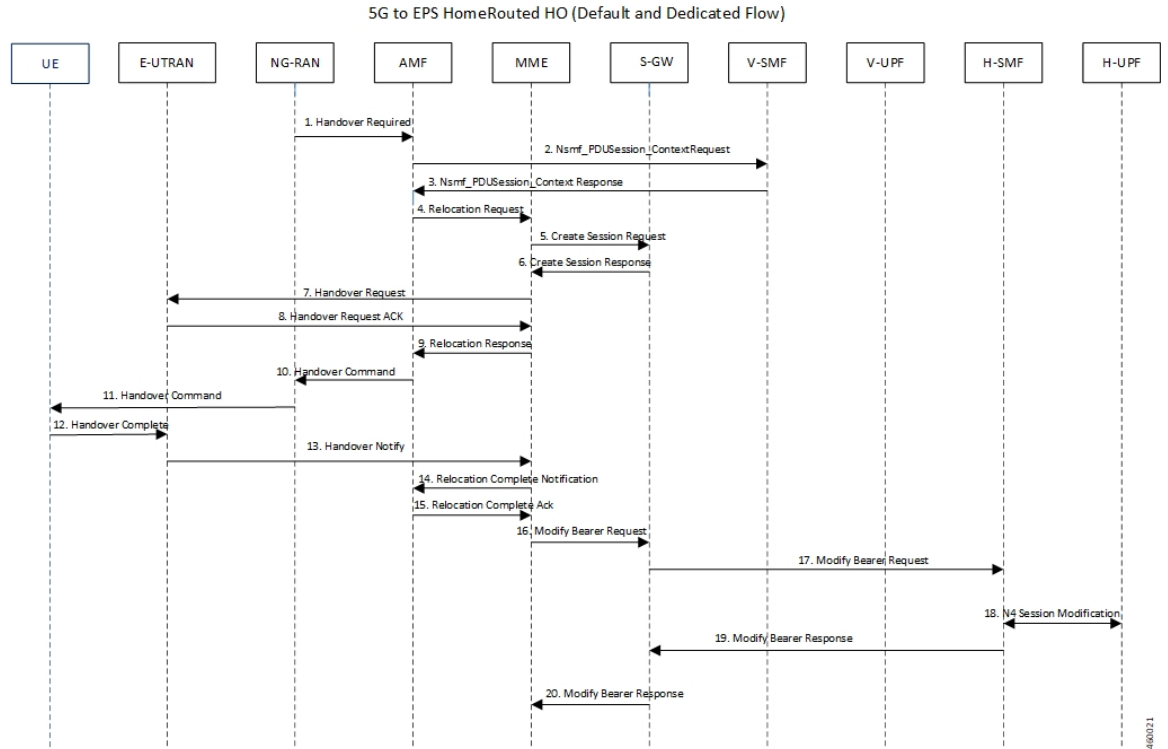 5G to EPS HomeRouted HO (Default and Dedicated Flow)
UE
E-UTRAN
NG-RAN
AMF
MME
S-GW
V-SMF
V-UPF
H-SMF
H-UPF
1. Handover Required
2. Nsmf_PDUSession_ContextRequest
3. Nsmf_PDUSession_Context Response
4. Relocation Request
5. Create Session Request
6. Create Session Response
7. Handover Request
8. Handover Request ACK
9. Relocation Response
10. Handover Command
11. Handover Command
12. Handover Complete
13. Handover Notify
14. Relocation Complete Notification
15. Relocation Complete Ack
16. Modify Bearer Request
17. Modify Bearer Request
18. N4 Session Modification
19. Modify Bearer Response
20. Modify Bearer Response
460021